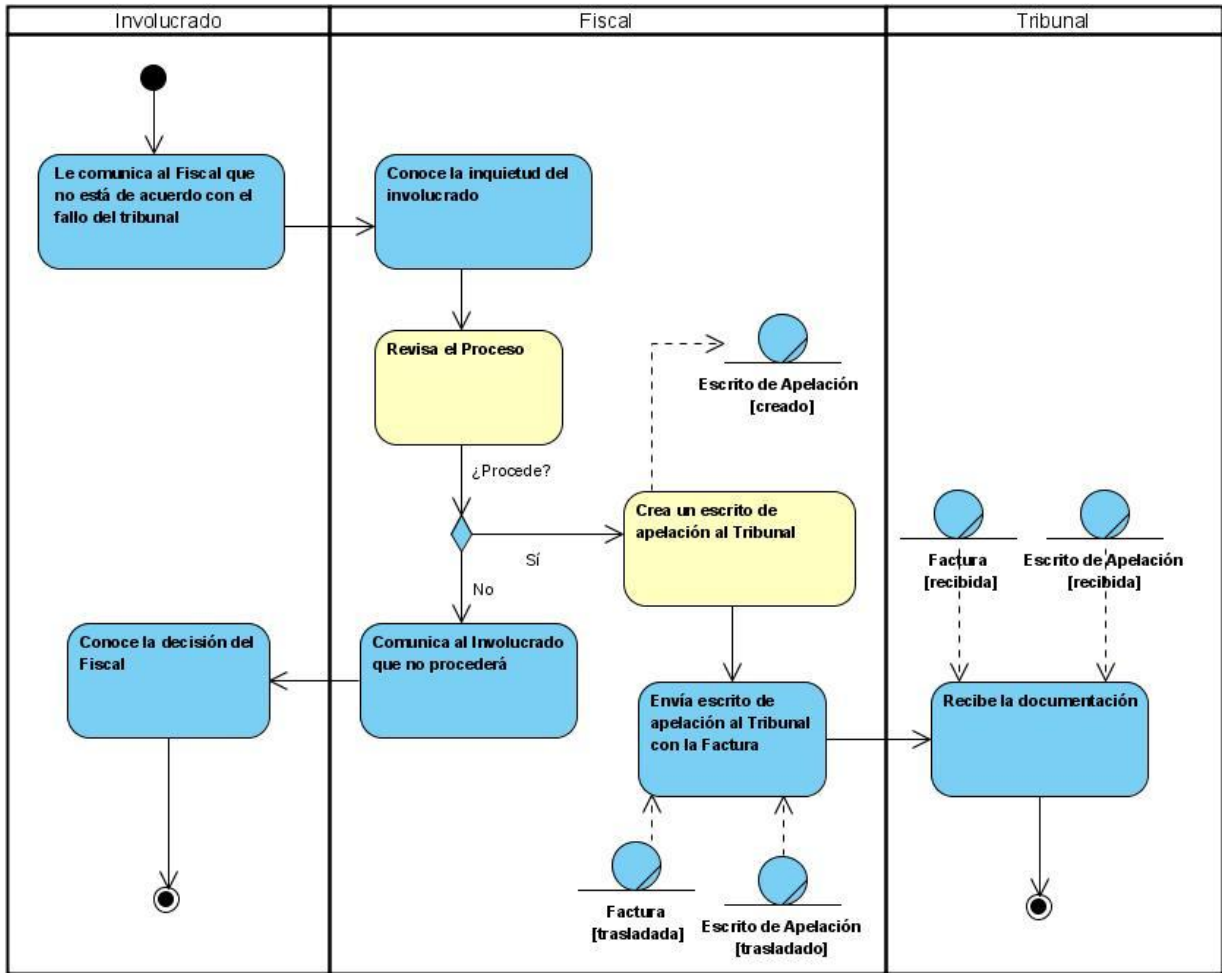 Involucrado
Fiscal
Tribunal
Le comunica al Fiscal que
no está de acuerdo con el
fallo del tribunal
Conoce la inquietud del
involucrado
Revisa el Proceso
Escrito de Apelación
[creado]
¿Procede?
Crea un escrito de
apelación al Tribunal
Sí
No
Factura
[recibida]
Escrito de Apelación
[recibida]
Conoce la decisión del
Fiscal
Comunica al Involucrado
que no procederá
Envía escrito de
apelación al Tribunal
con la Factura
Recibe la documentación
Factura
[trasladada]
Escrito de Apelación
[trasladado]